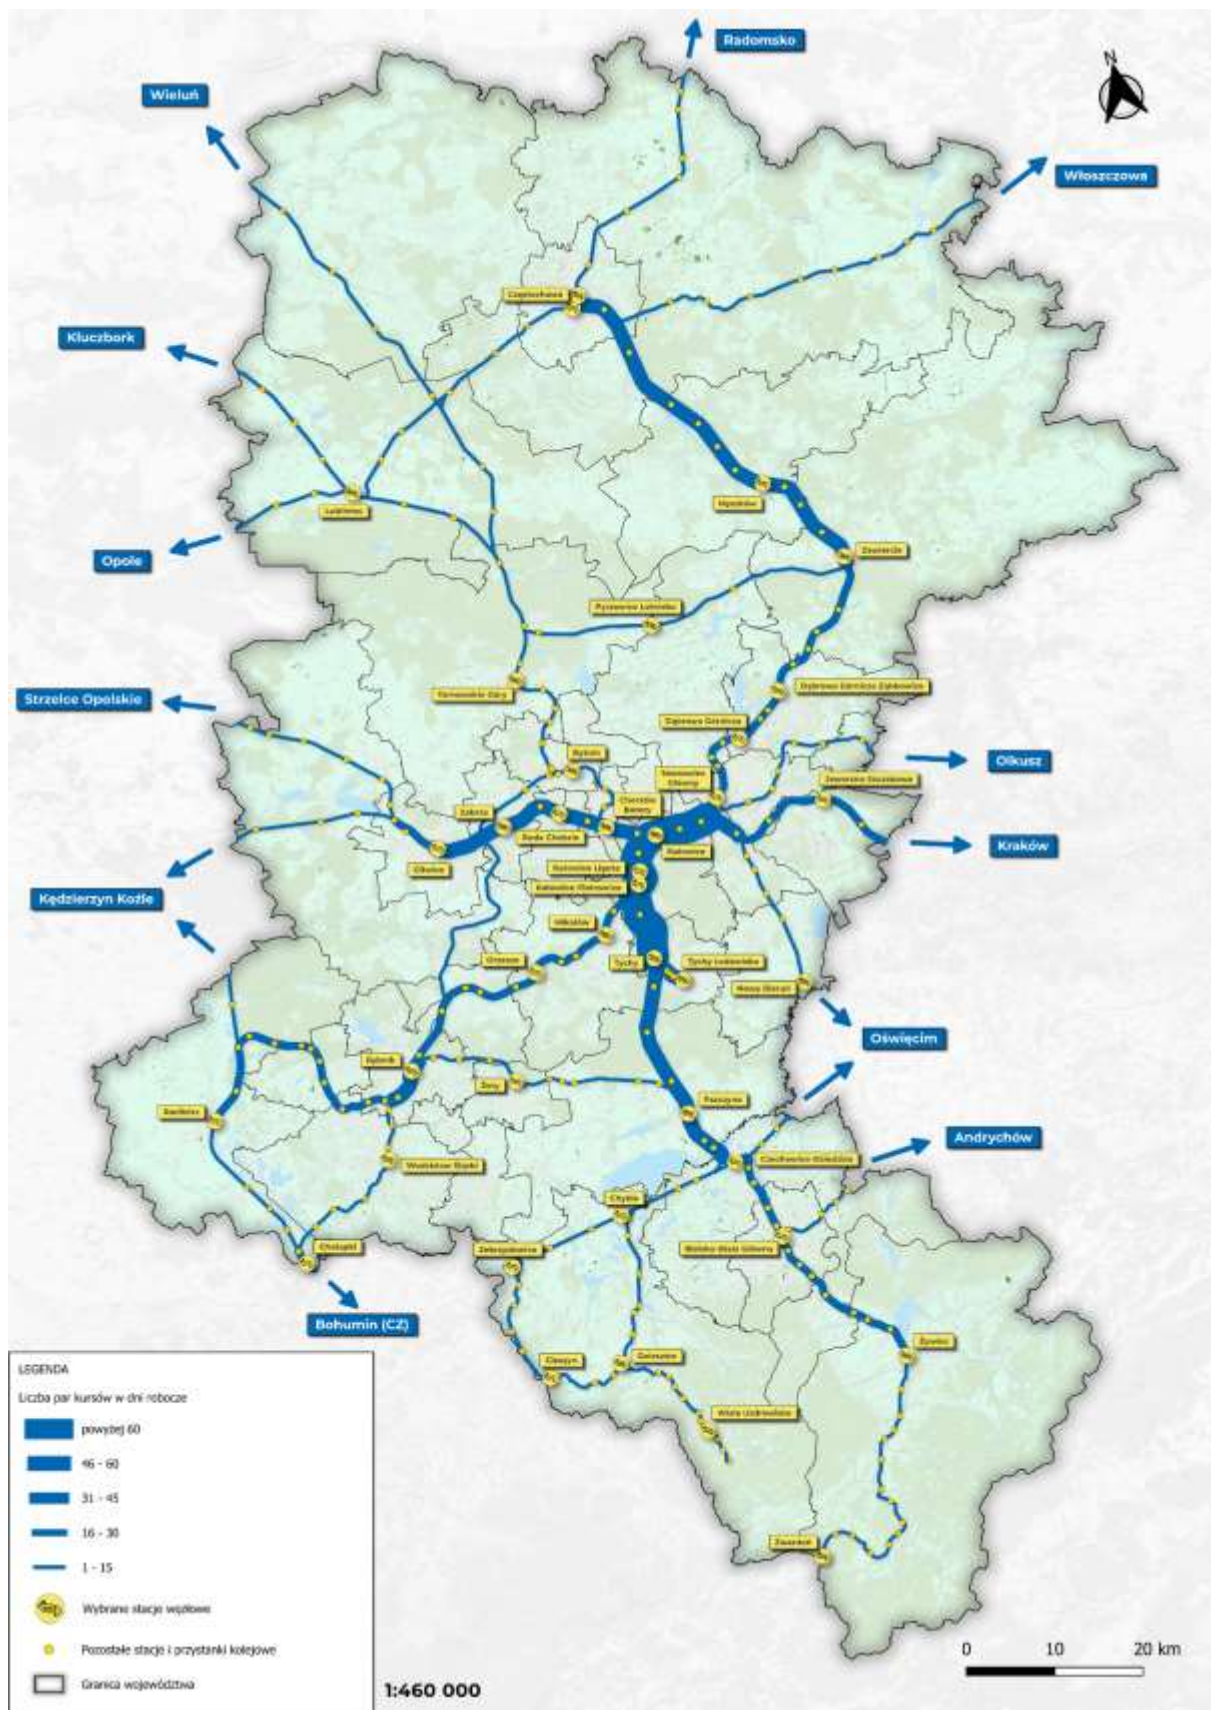 Radomsko
N
Wieluń
Włoszczowa
Częstochowa
Kluczbork
Myszków
Lubliniec
Zawiercie
Opole
Pyrzowice Lotnisko
Tarnowskie Góry
Dąbrowa Górnicza Ząbkowice
Strzelce Opolskie
Dąbrowa Górnicza
Bytom
Olkusz
Sosnowiec
Główny
Jaworzno Szczakowa
Zabrze
Chorzów
Batory
Ruda Chebzie
Katowice
Kraków
Gliwice
Katowice Ligota
Katowice Piotrowice
Kędzierzyn Koźle
Mikołów
Orzesze
Tychy
Tychy Lodowisko
Nowy Bieruń
Oświęcim
Rybnik
Żory
Racibórz
Pszczyna
Andrychów
Wodzisław Śląski
Czechowice-Dziedzice
Chybie
Chałupki
Zebrzydowice
Bielsko-Biała Główna
Bohumin (CZ)
Żywiec
Cieszyn
Goleszów
Wisła Uzdrowisko
Zwardoń
LEGENDA
Liczba par kursów w dni robocze
powyżej 60
46 - 60
31 - 45
16 - 30
1 - 15
Wybrane stacje węzłowe
Pozostałe stacje i przystanki kolejowe
Granica województwa
1:460 000
0 10 20 km